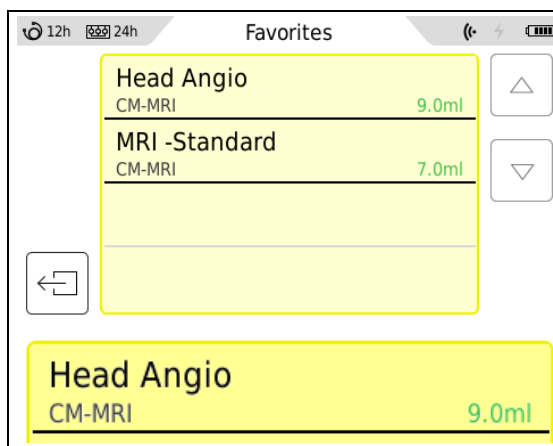 12h 24h Favorites
Head Angio
CM-MRI 9.0ml
MRI -Standard
CM-MRI 7.0ml
Head Angio
CM-MRI 9.0ml